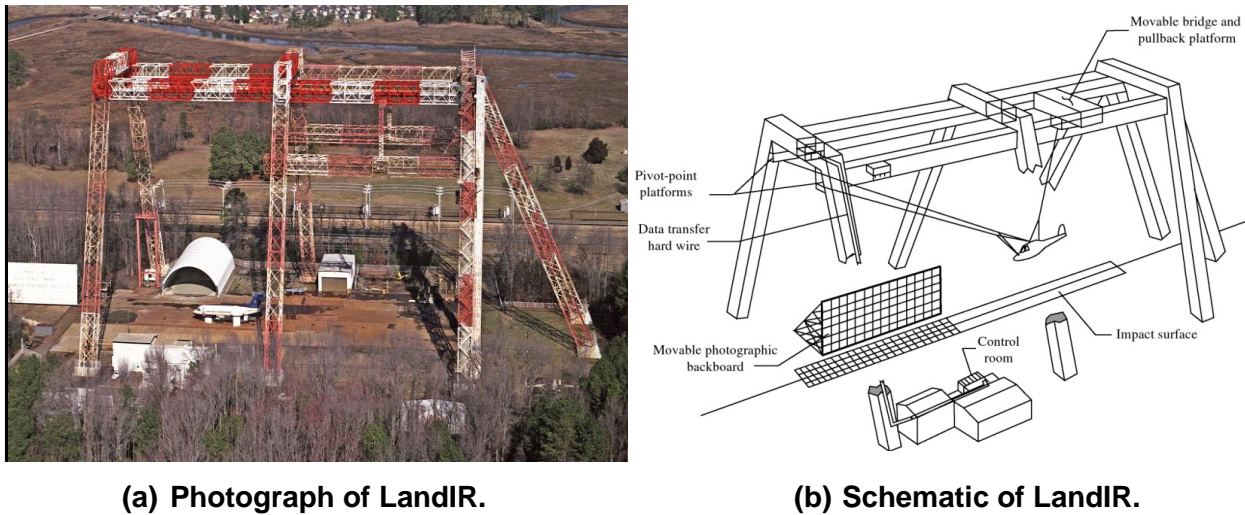 Movable bridge and
pullback platform
Pivot-point
platforms
Data transfer
hard wire
Movable photographic
backboard
Control
room
Impact surface
(a) Photograph of LandIR.
(b) Schematic of LandIR.